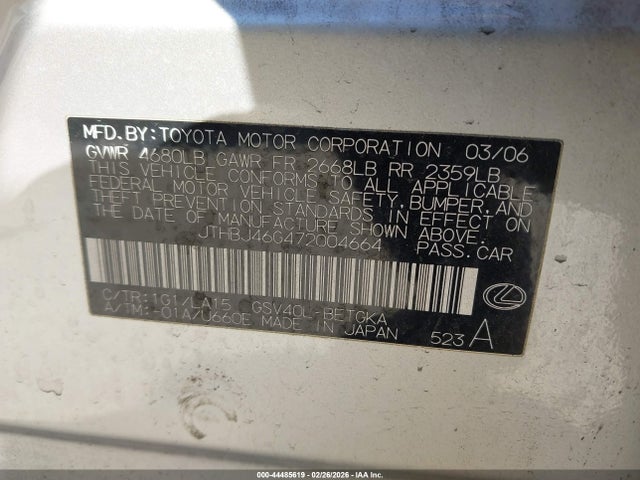 MFD.BY:TOYOTA MOTOR CORPORATION 03/06
GVWR 4680LB GAWR FR 2668LB RR 2359LB
THIS VEHICLE CONFORMS TO ALL APPLICABLE
FEDERAL MOTOR VEHICLE SAFETY,BUMPER,AND
THEFT PREVENTION STANDARDS IN EFFECT ON
THE DATE OF MANUFACTURE SHOWN ABOVE.
JTHBJ46G472004664 PASS.CAR
C/TR:1G1/LA15 GSV40L-BETGKA
A/TM:-01A/U660E MADE IN JAPAN
523 A
000-44485619 | 02/26/2026 | IAA Inc.